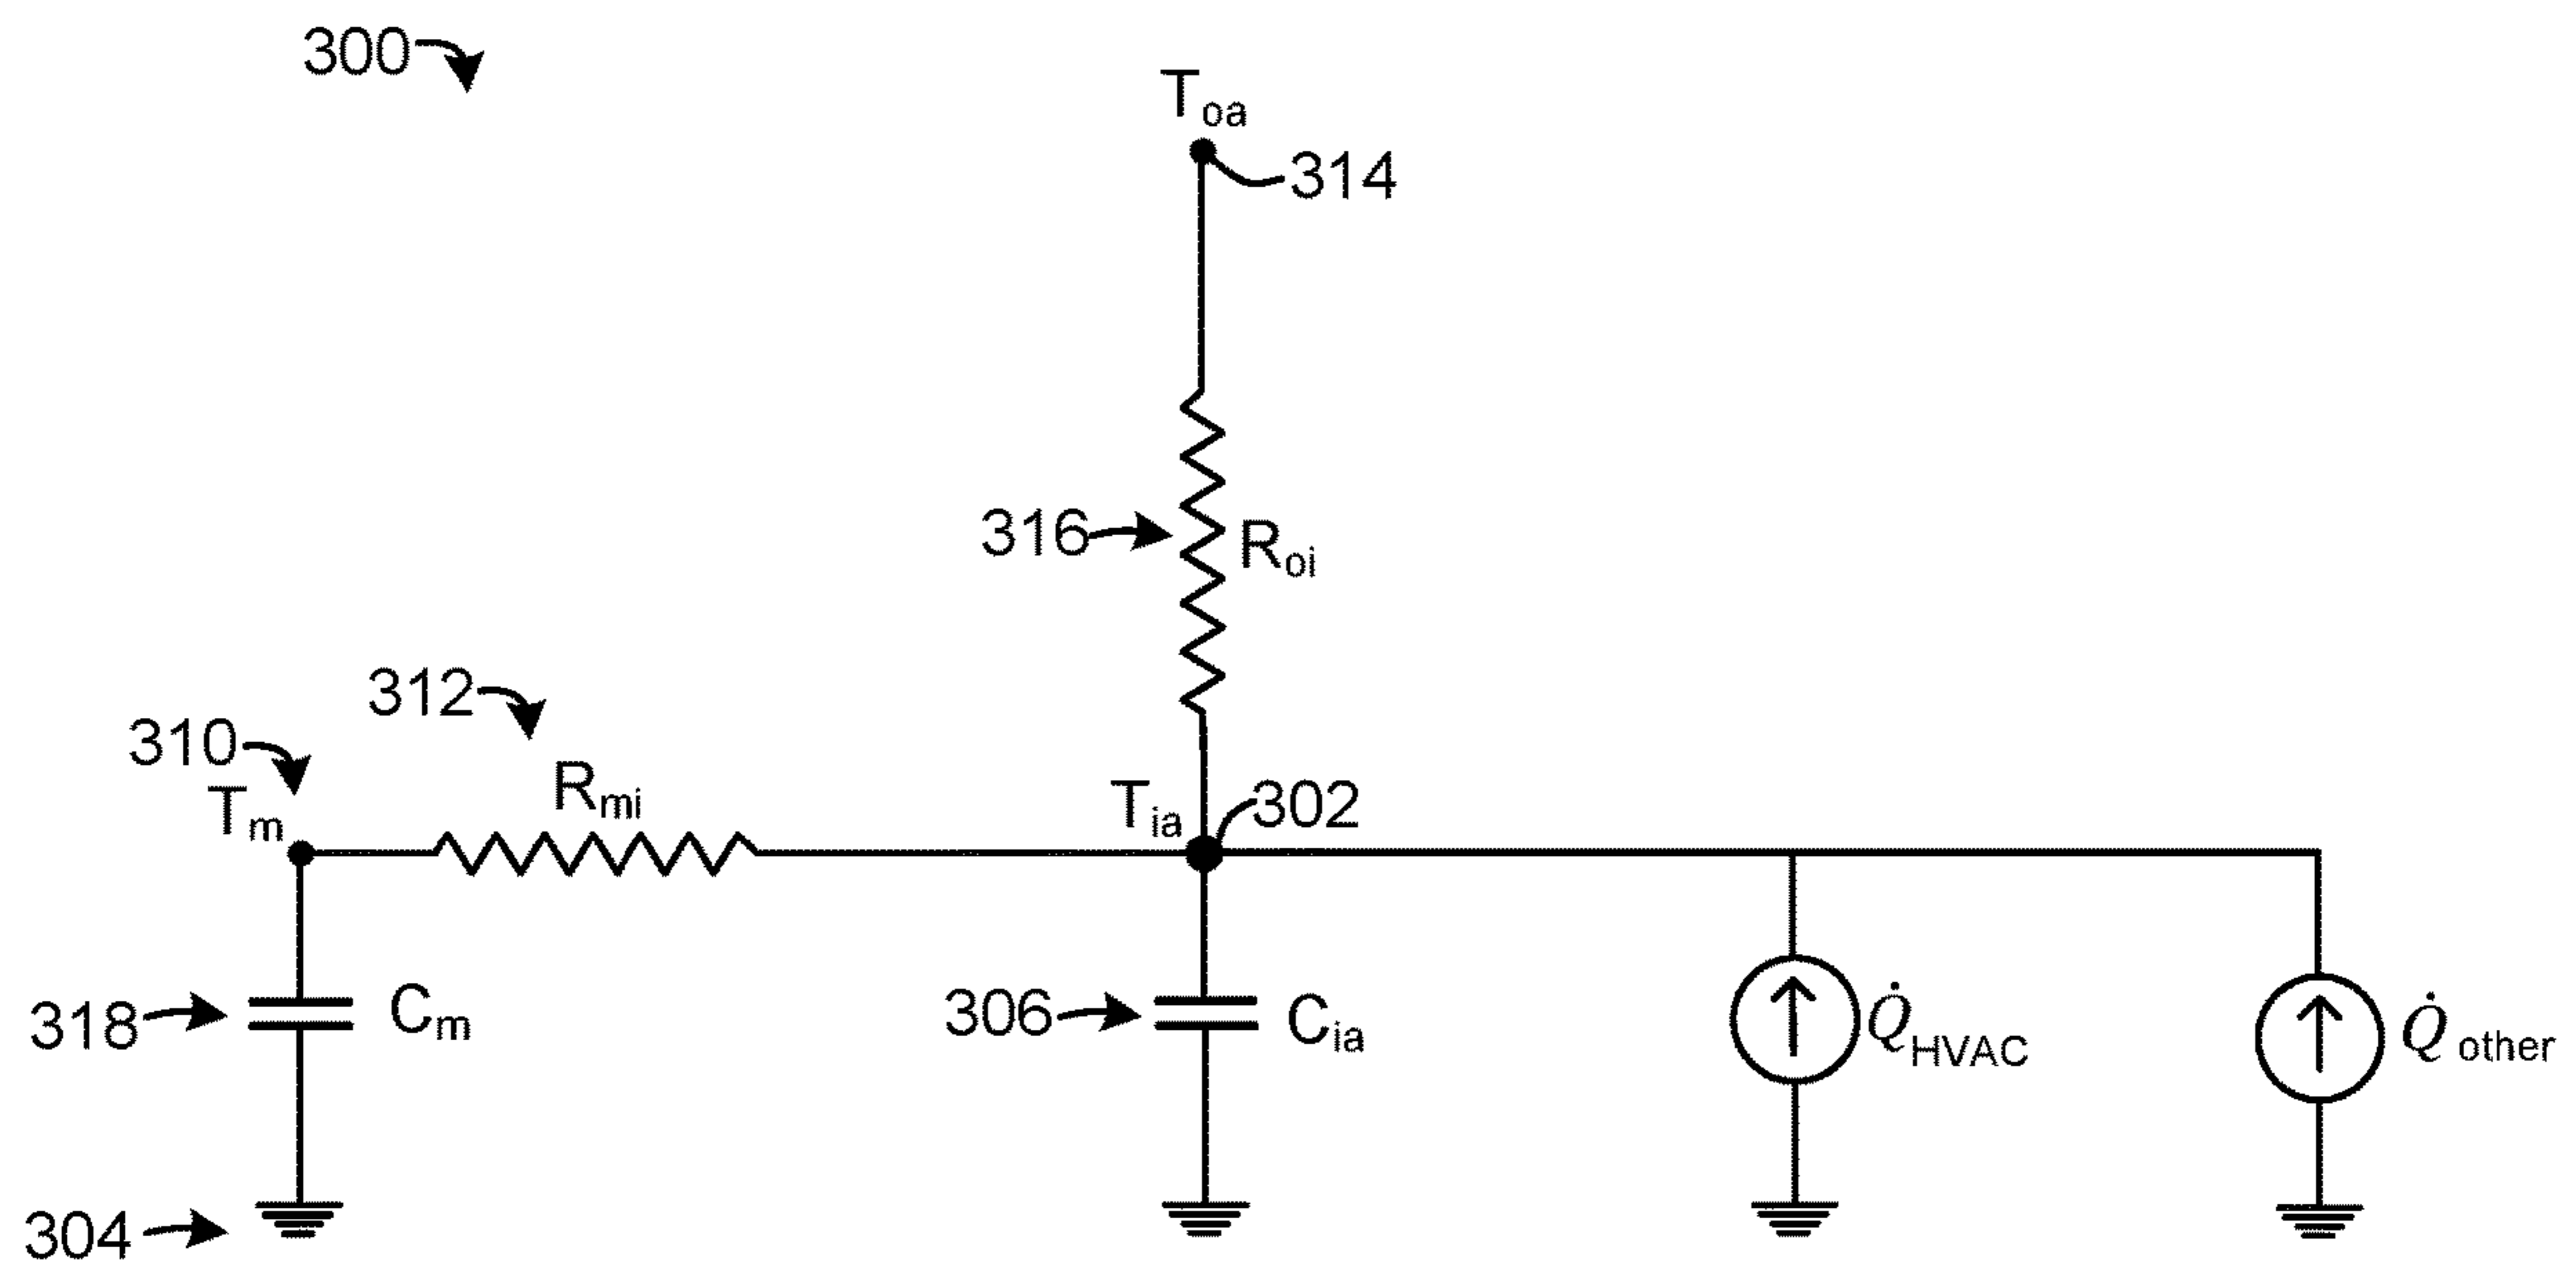 300
Toa
314
316
Roi
312
310
Rmi
Tm
Tia
302
318
Cm
306
Cia
Q̇HVAC
Q̇other
304